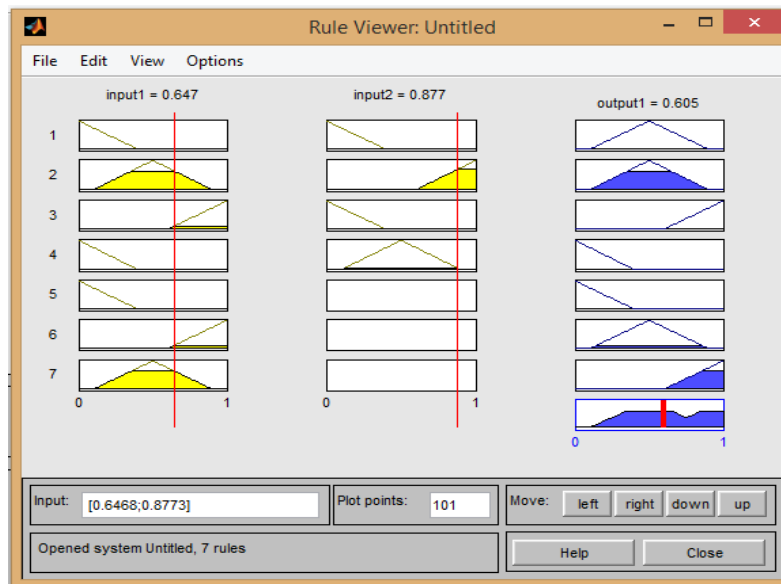 Rule Viewer: Untitled
File Edit View Options
input1 = 0.647 input2 = 0.877 output1 = 0.605
1
2
3
4
5
6
7
0 1 0 1
0 1
Input: [0.6468;0.8773] Plot points: 101 Move: left right down up
Opened system Untitled, 7 rules Help Close